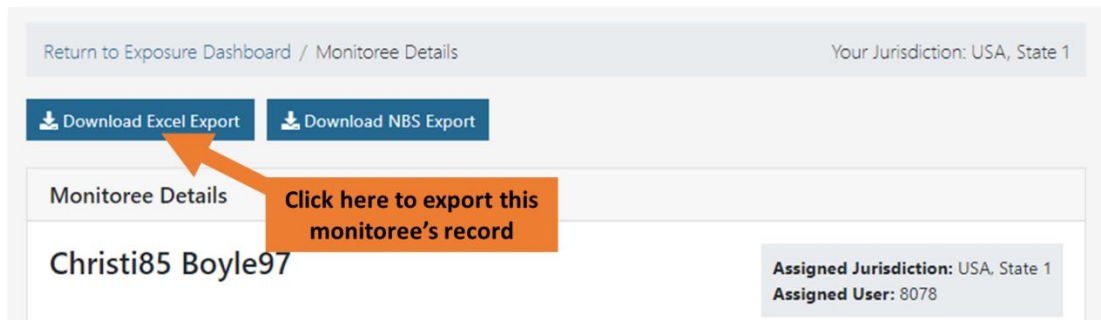 Return to Exposure Dashboard / Monitoree Details
Your Jurisdiction: USA, State 1
Download Excel Export
Download NBS Export
Monitoree Details
Click here to export this
monitoree’s record
Christi85 Boyle97
Assigned Jurisdiction: USA, State 1
Assigned User: 8078